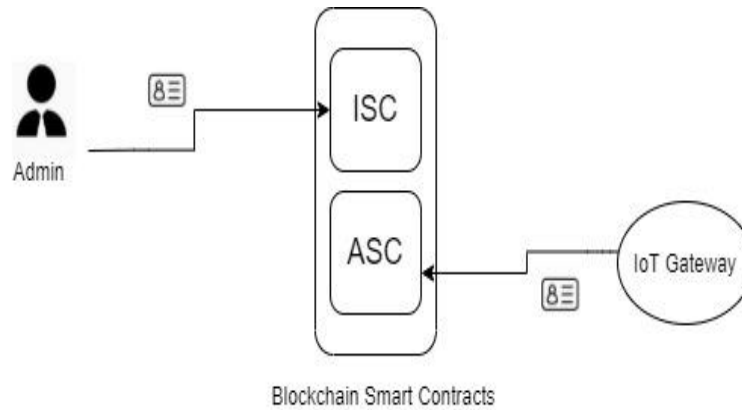 ISC
Admin
ASC
IoT Gateway
Blockchain Smart Contracts